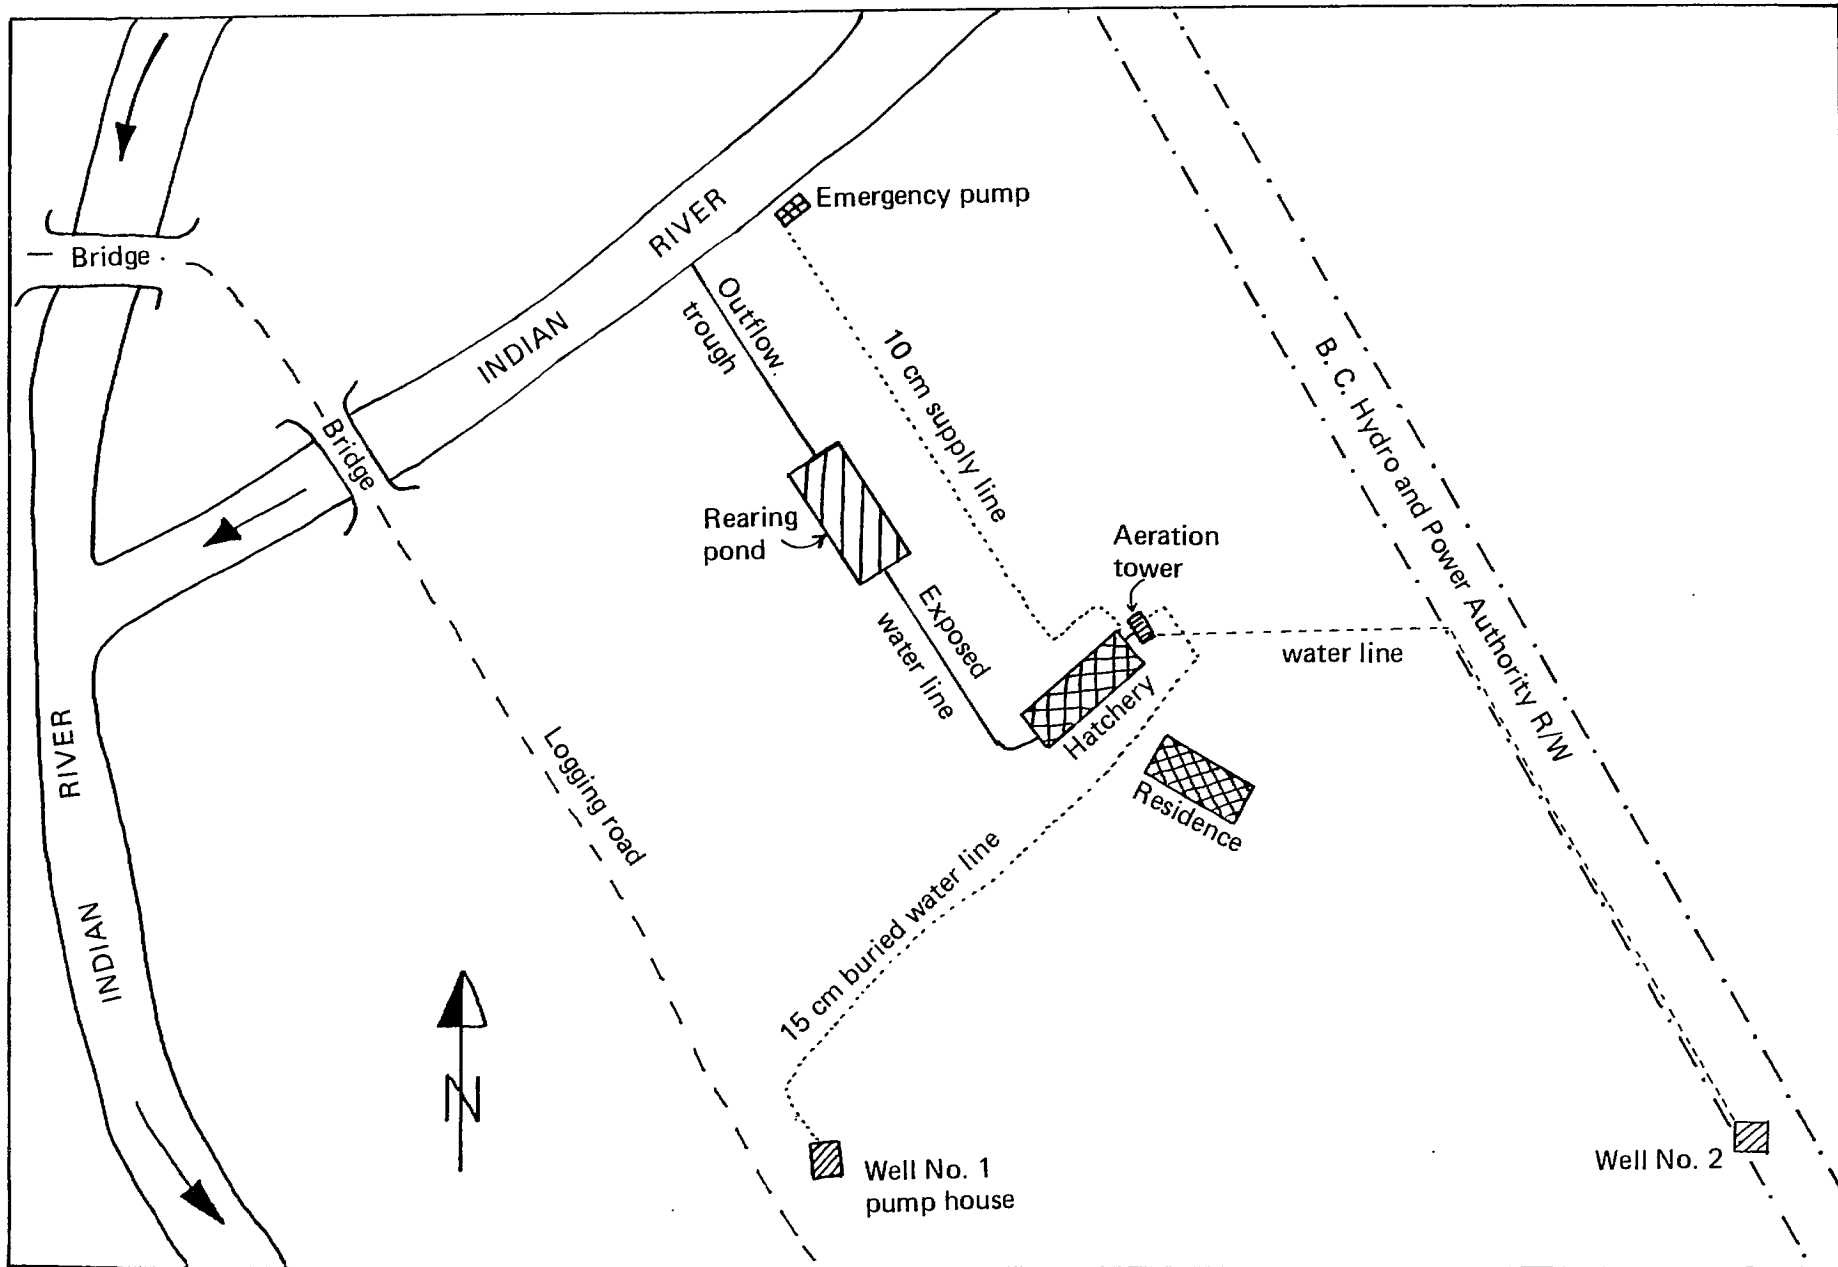 Bridge
RIVER
Emergency pump
INDIAN
Outflow.
trough
10 cm supply line
B. C. Hydro and Power Authority R/W
Bridge
Rearing
pond
Aeration
tower
Exposed
water line
water line
Hatchery
Residence
Logging road
RIVER
INDIAN
15 cm buried water line
N
Well No. 1
pump house
Well No. 2